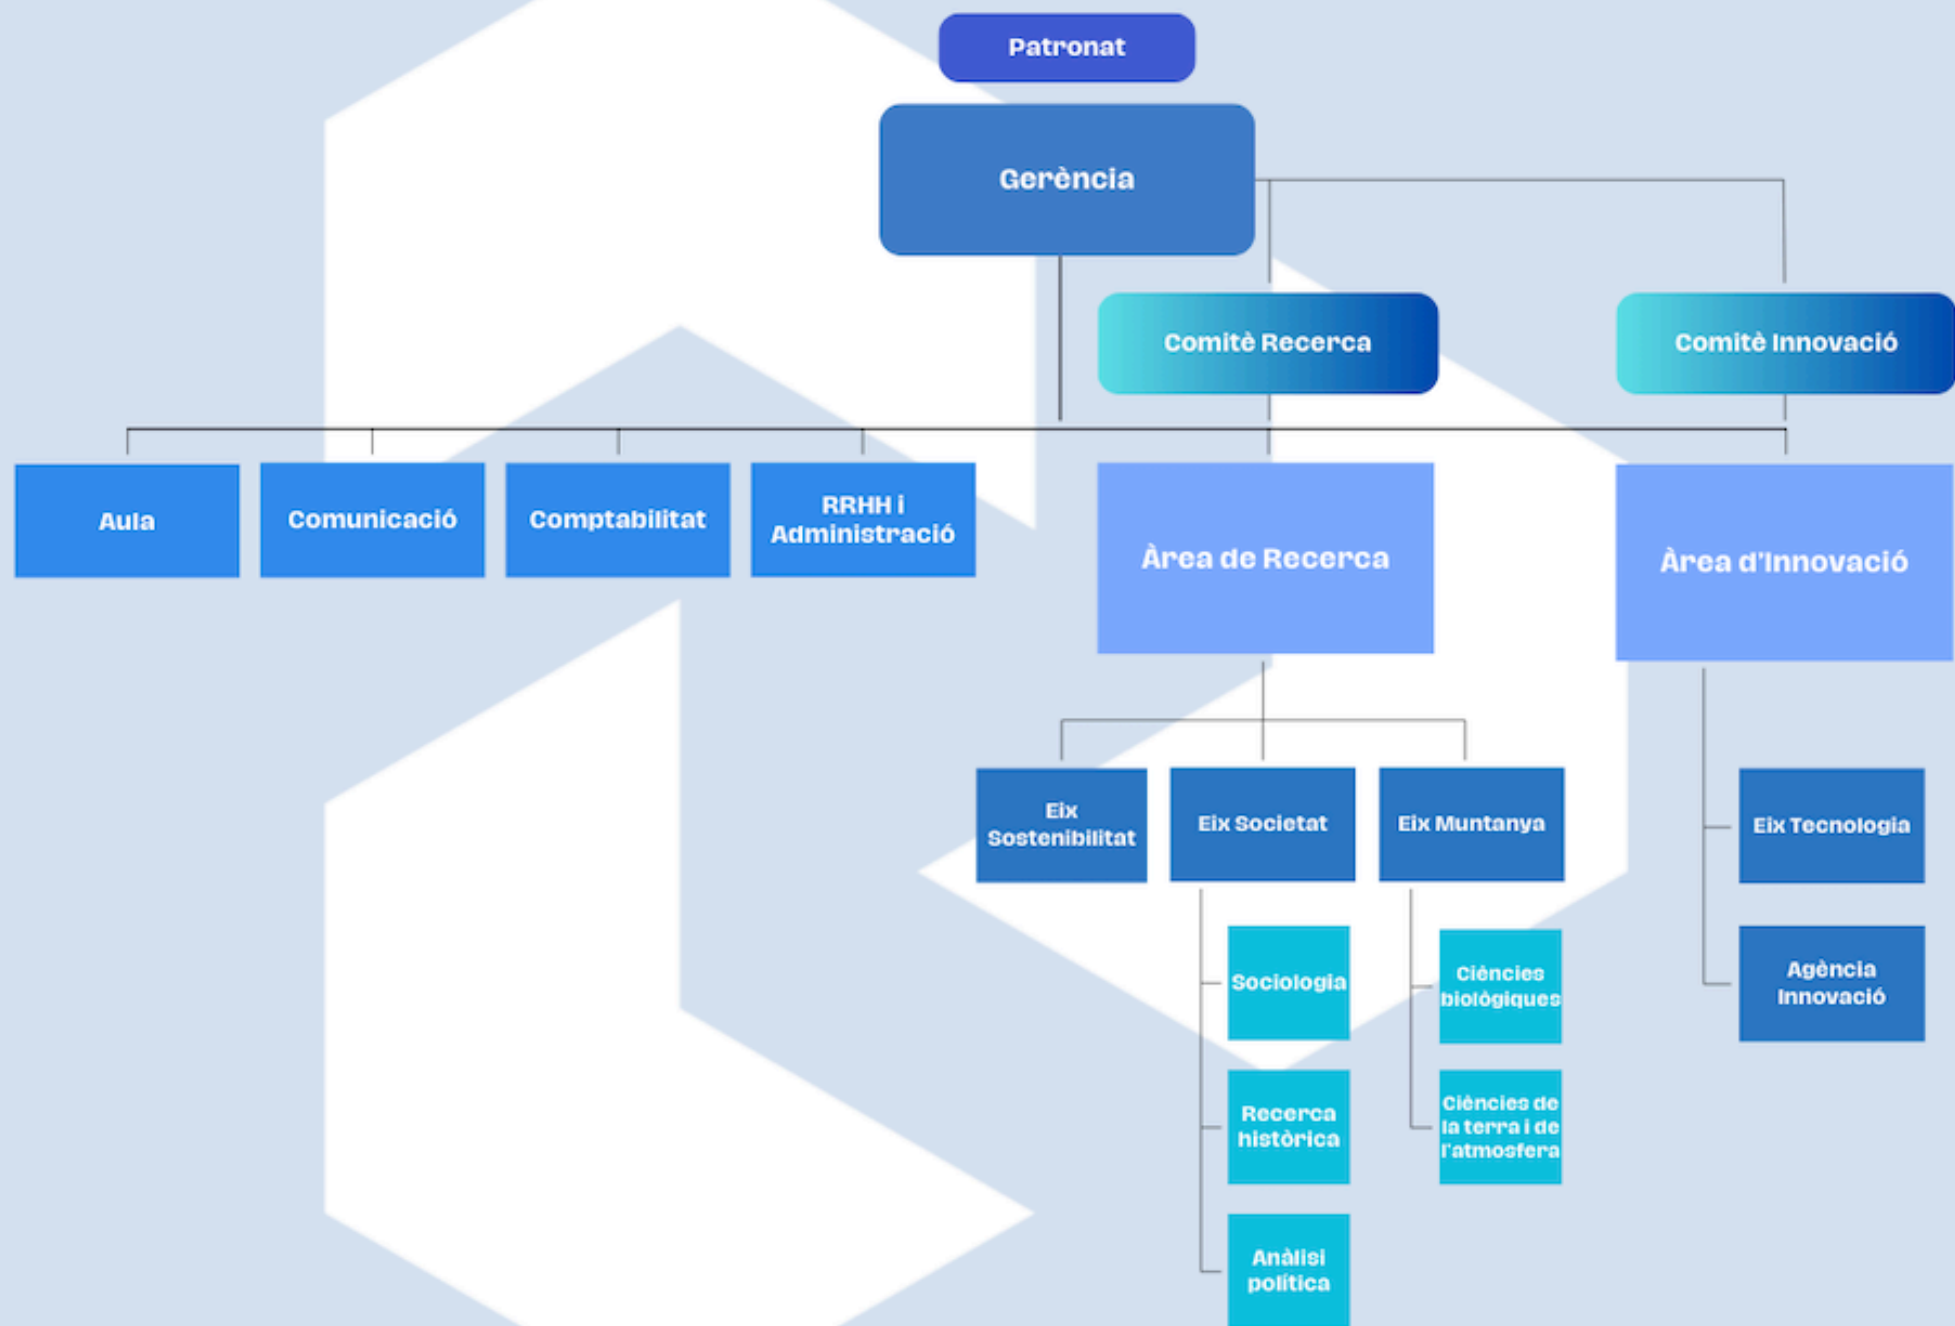 Patronat
Gerència
Comitè Recerca
Comitè Innovació
Aula
Comunicació
Comptabilitat
RRHH i
Administració
Àrea de Recerca
Àrea d'Innovació
Eix
Sostenibilitat
Eix Societat
Eix Muntanya
Eix Tecnologia
Sociologia
Ciències
biològiques
Agència
Innovació
Recerca
històrica
Ciències de
la terra i de
l'atmosfera
Anàlisi
política